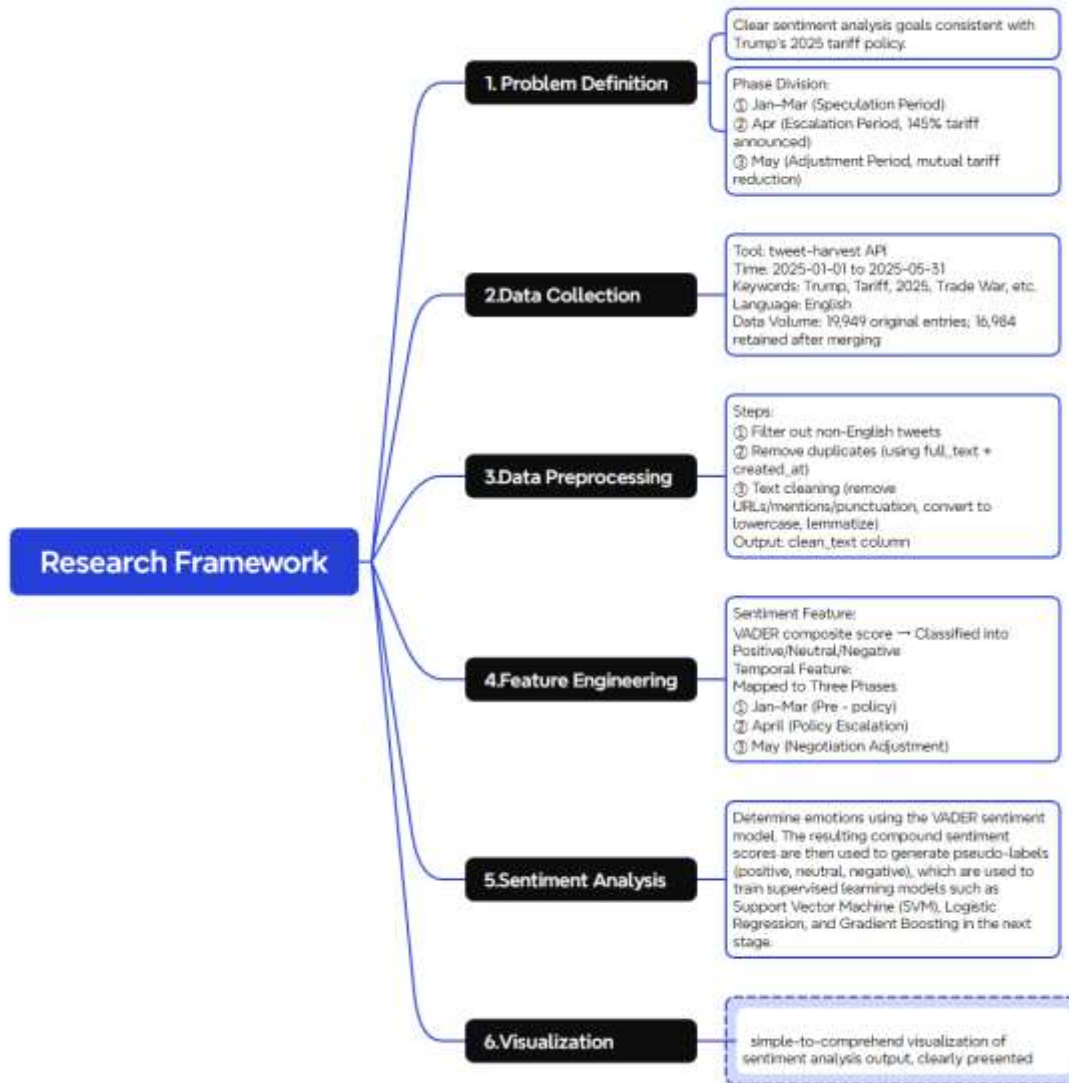 Research Framework
1. Problem Definition
Clear sentiment analysis goals consistent with
Trump's 2025 tariff policy.
Phase Division:
① Jan–Mar (Speculation Period)
② Apr (Escalation Period, 145% tariff
announced)
③ May (Adjustment Period, mutual tariff
reduction)
2.Data Collection
Tool: tweet-harvest API
Time: 2025-01-01 to 2025-05-31
Keywords: Trump, Tariff, 2025, Trade War, etc.
Language: English
Data Volume: 19,949 original entries; 16,984
retained after merging
3.Data Preprocessing
Steps:
① Filter out non-English tweets
② Remove duplicates (using full_text +
created_at)
③ Text cleaning (remove
URLs/mentions/punctuation, convert to
lowercase, lemmatize)
Output: clean_text column
4.Feature Engineering
Sentiment Feature:
VADER composite score → Classified into
Positive/Neutral/Negative
Temporal Feature:
Mapped to Three Phases
① Jan–Mar (Pre - policy)
② April (Policy Escalation)
③ May (Negotiation Adjustment)
5.Sentiment Analysis
Determine emotions using the VADER sentiment
model. The resulting compound sentiment
scores are then used to generate pseudo-labels
(positive, neutral, negative), which are used to
train supervised learning models such as
Support Vector Machine (SVM), Logistic
Regression, and Gradient Boosting in the next
stage.
6.Visualization
simple-to-comprehend visualization of
sentiment analysis output, clearly presented